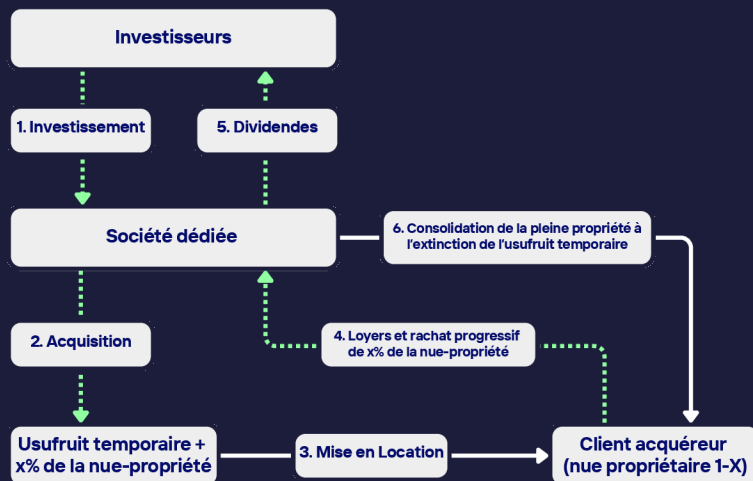 Investisseurs
1. Investissement
5. Dividendes
Société dédiée
6. Consolidation de la pleine propriété à
l'extinction de l'usufruit temporaire
2. Acquisition
4. Loyers et rachat progressif
de x% de la nue-propriété
Usufruit temporaire +
x% de la nue-propriété
3. Mise en Location
Client acquéreur
(nue propriétaire 1-X)